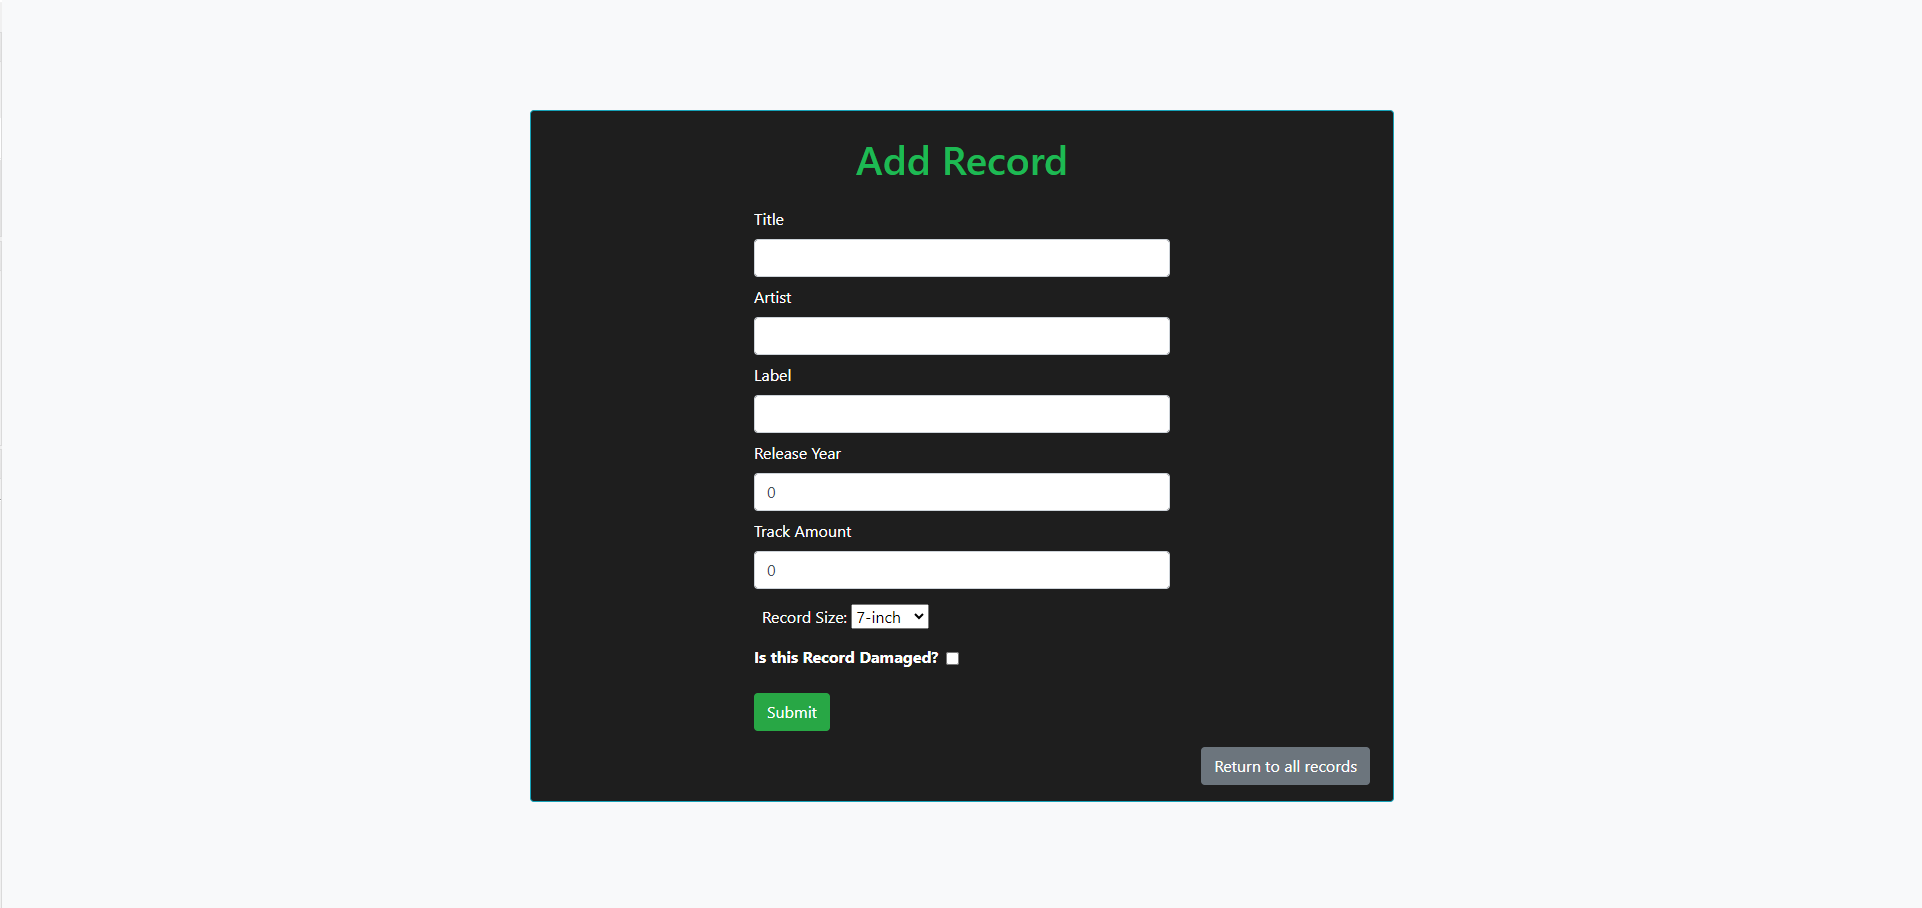 Add Record
Title
Artist
Label
Release Year
0
Track Amount
0
Record Size: 7-inch
Is this Record Damaged?
Submit
Return to all records